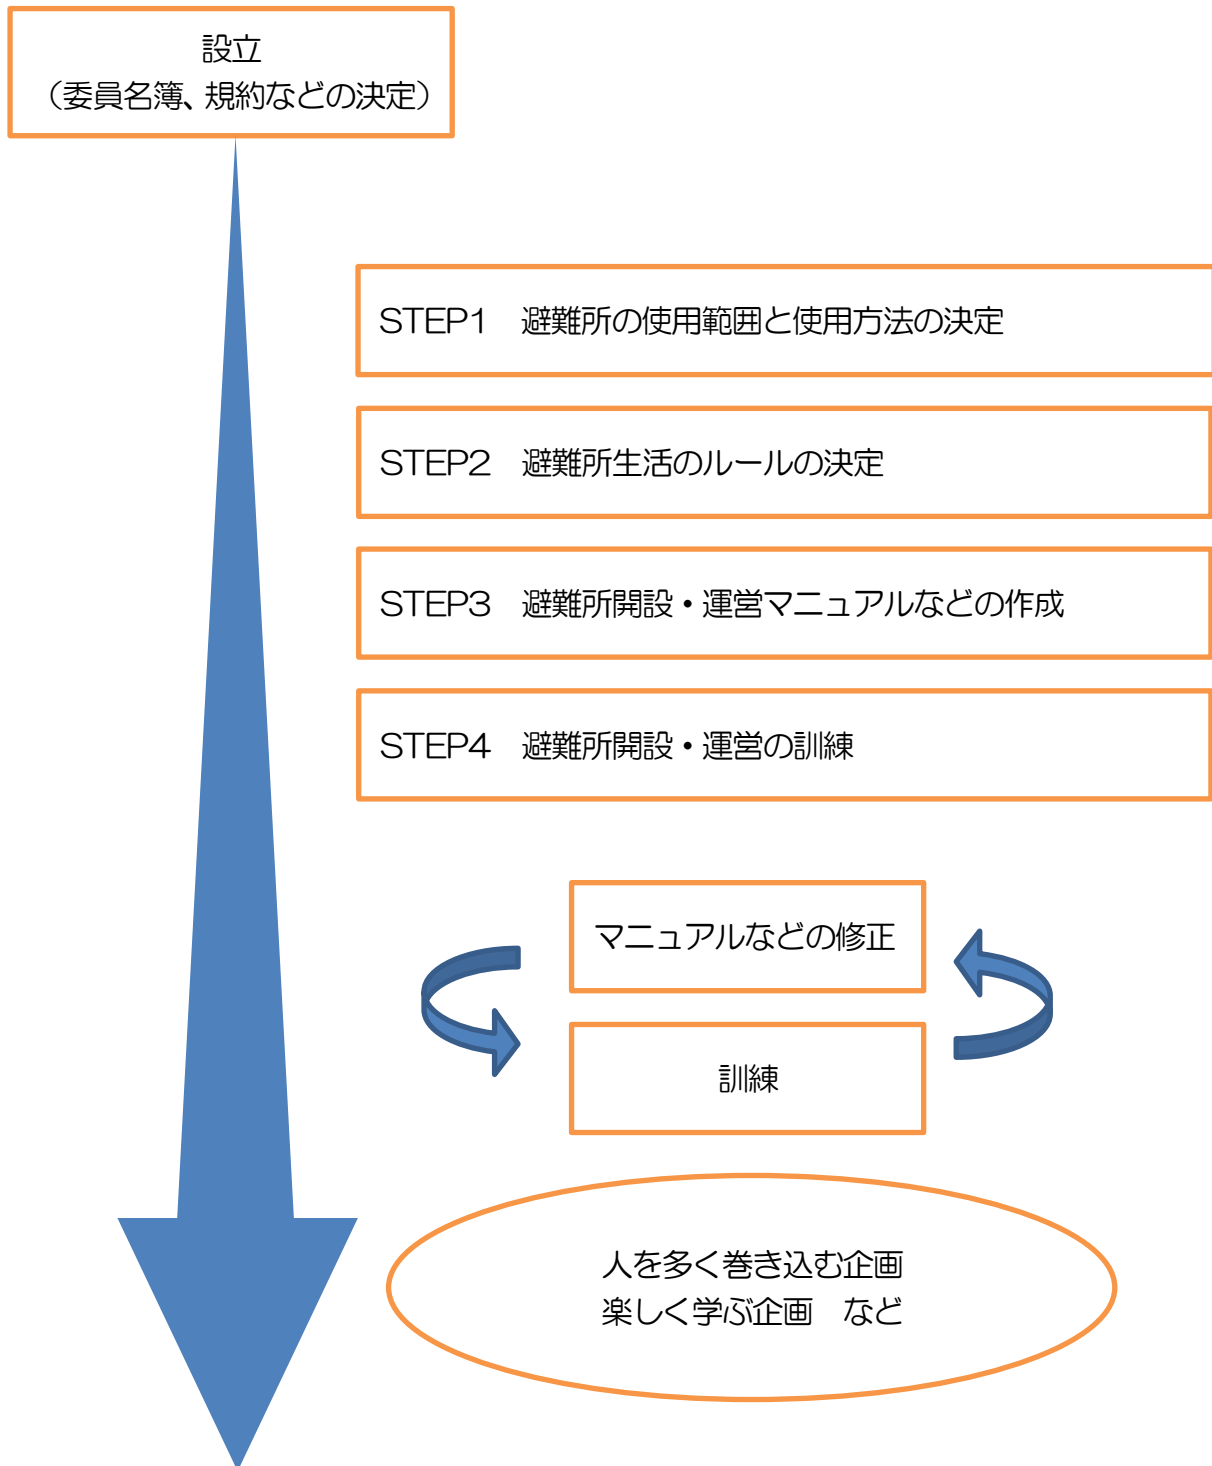 設立
（委員名簿、規約などの決定）
STEP1　避難所の使用範囲と使用方法の決定
STEP2　避難所生活のルールの決定
STEP3　避難所開設・運営マニュアルなどの作成
STEP4　避難所開設・運営の訓練
マニュアルなどの修正
訓練
人を多く巻き込む企画
楽しく学ぶ企画　など